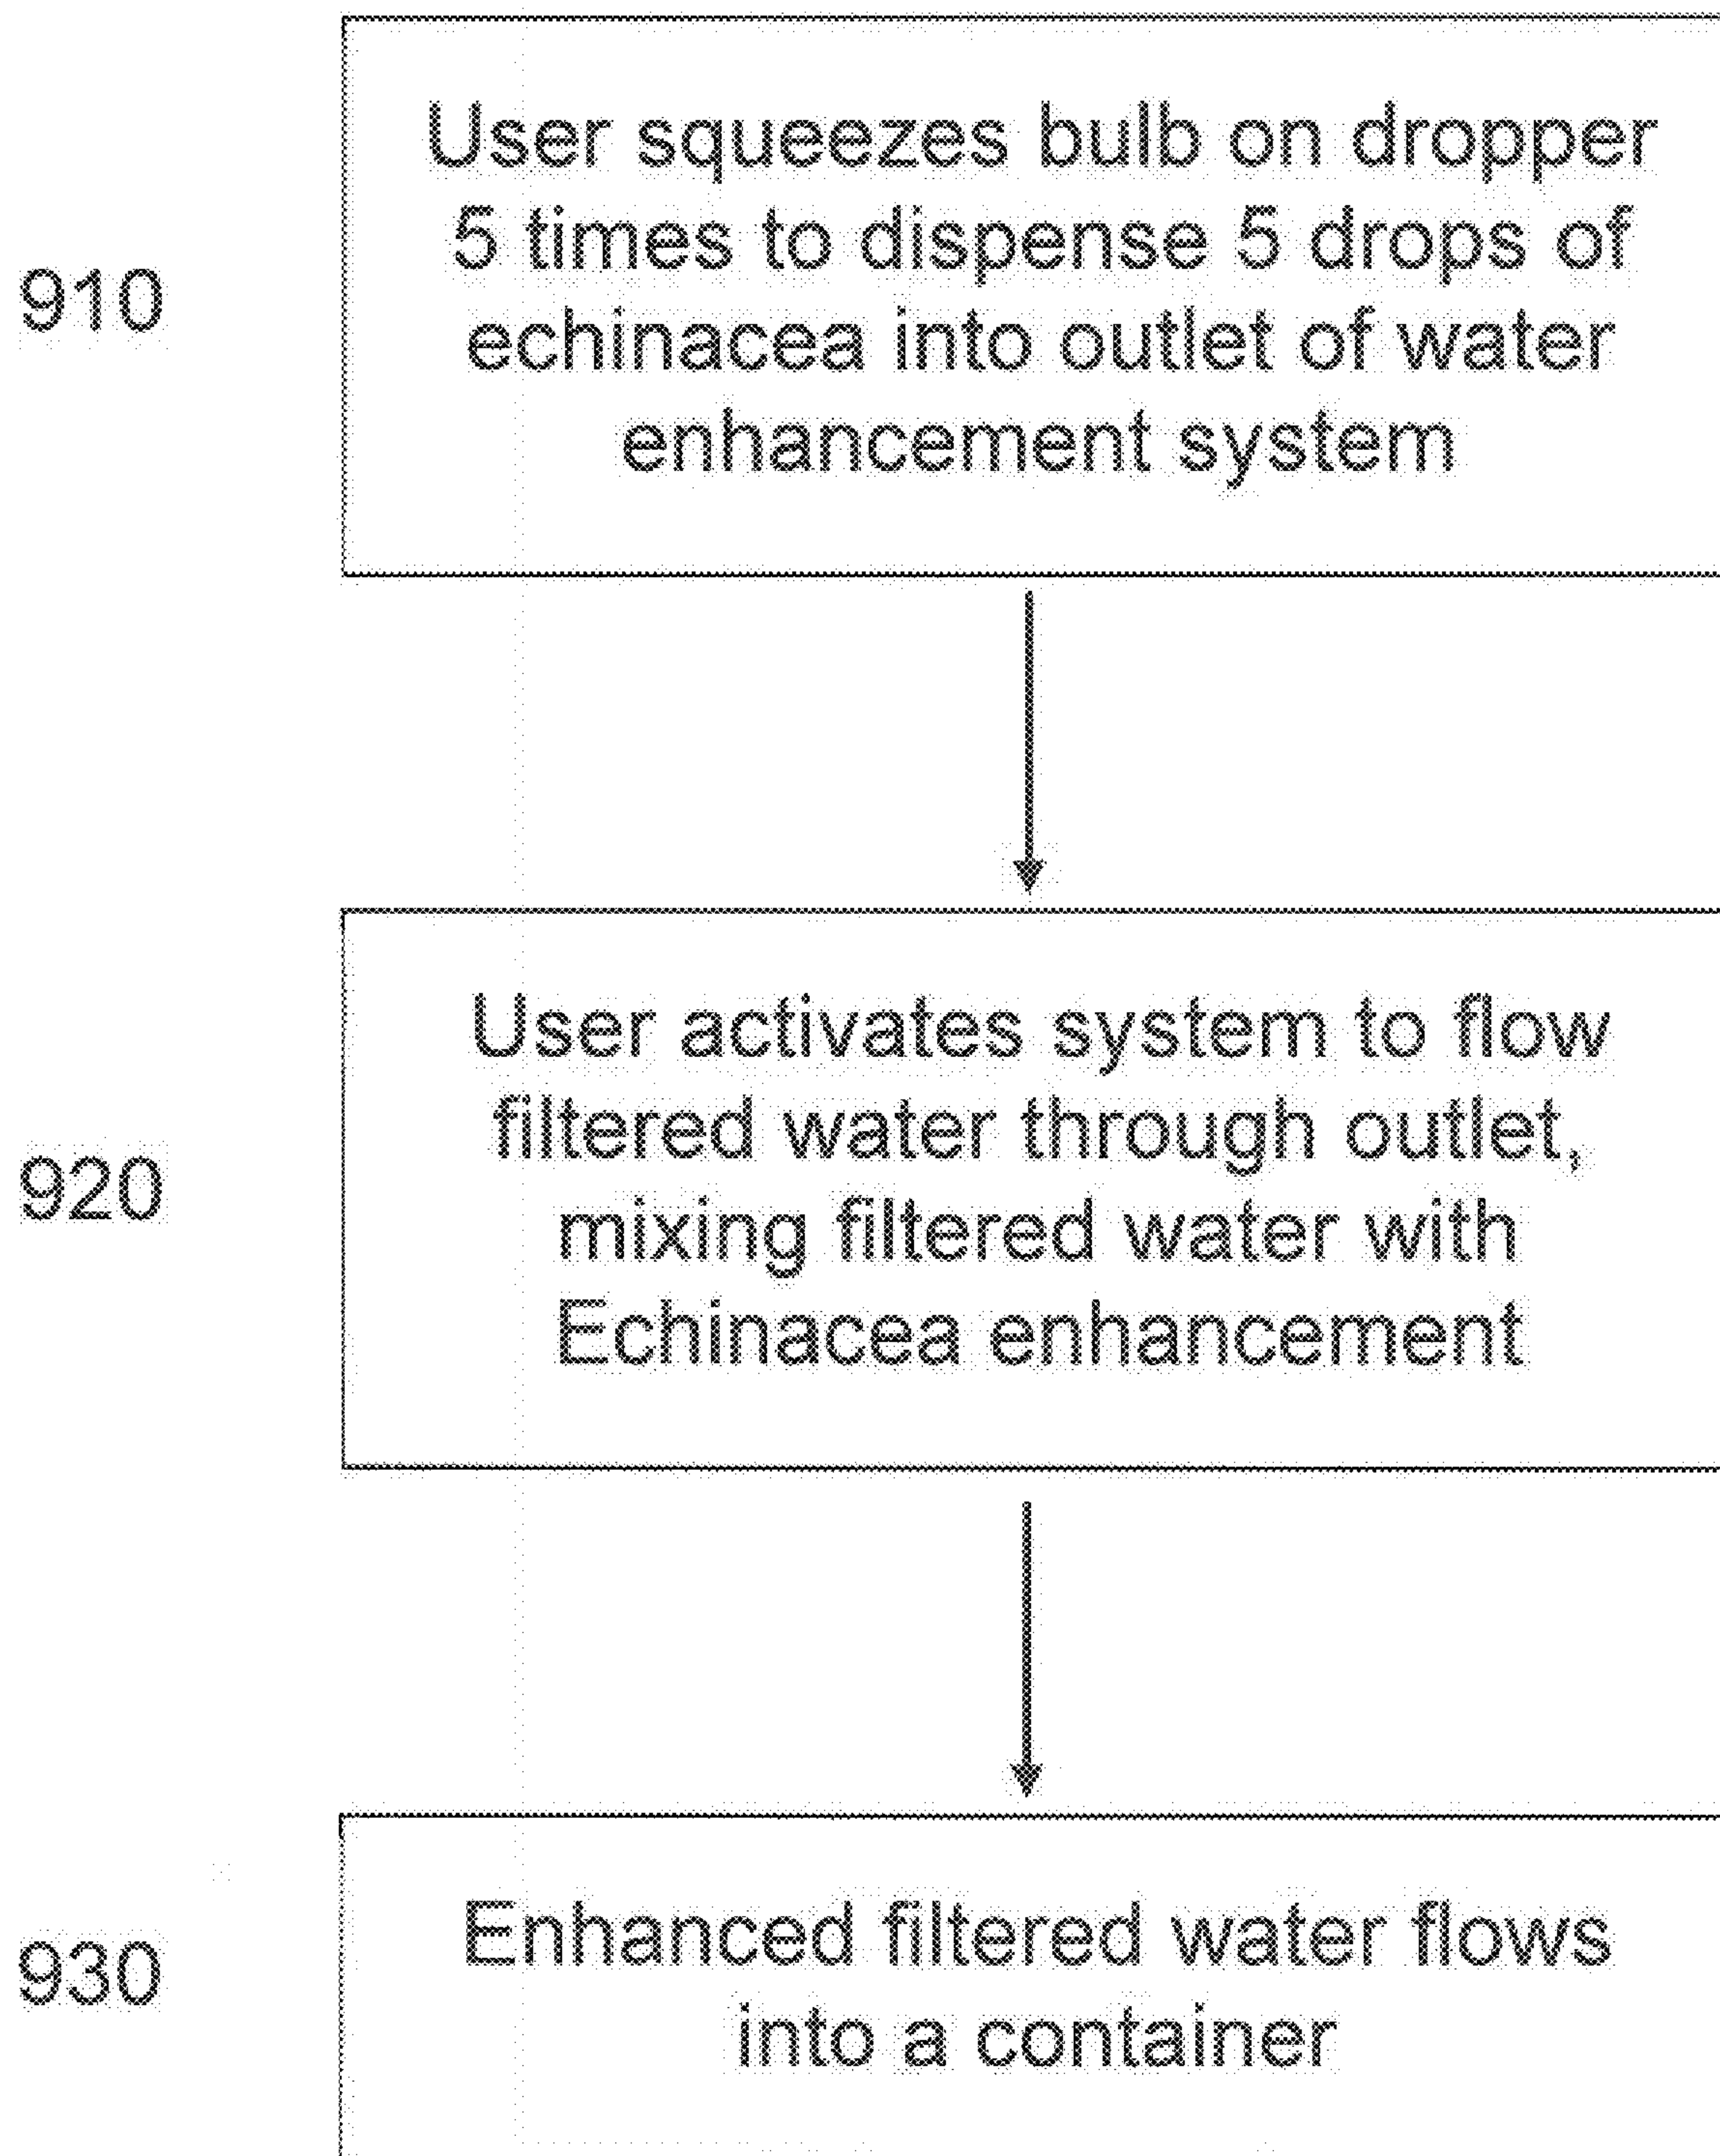 910
User squeezes bulb on dropper
5 times to dispense 5 drops of
echinacea into outlet of water
enhancement system
920
User activates system to flow
filtered water through outlet,
mixing filtered water with
Echinacea enhancement
930
Enhanced filtered water flows
into a container